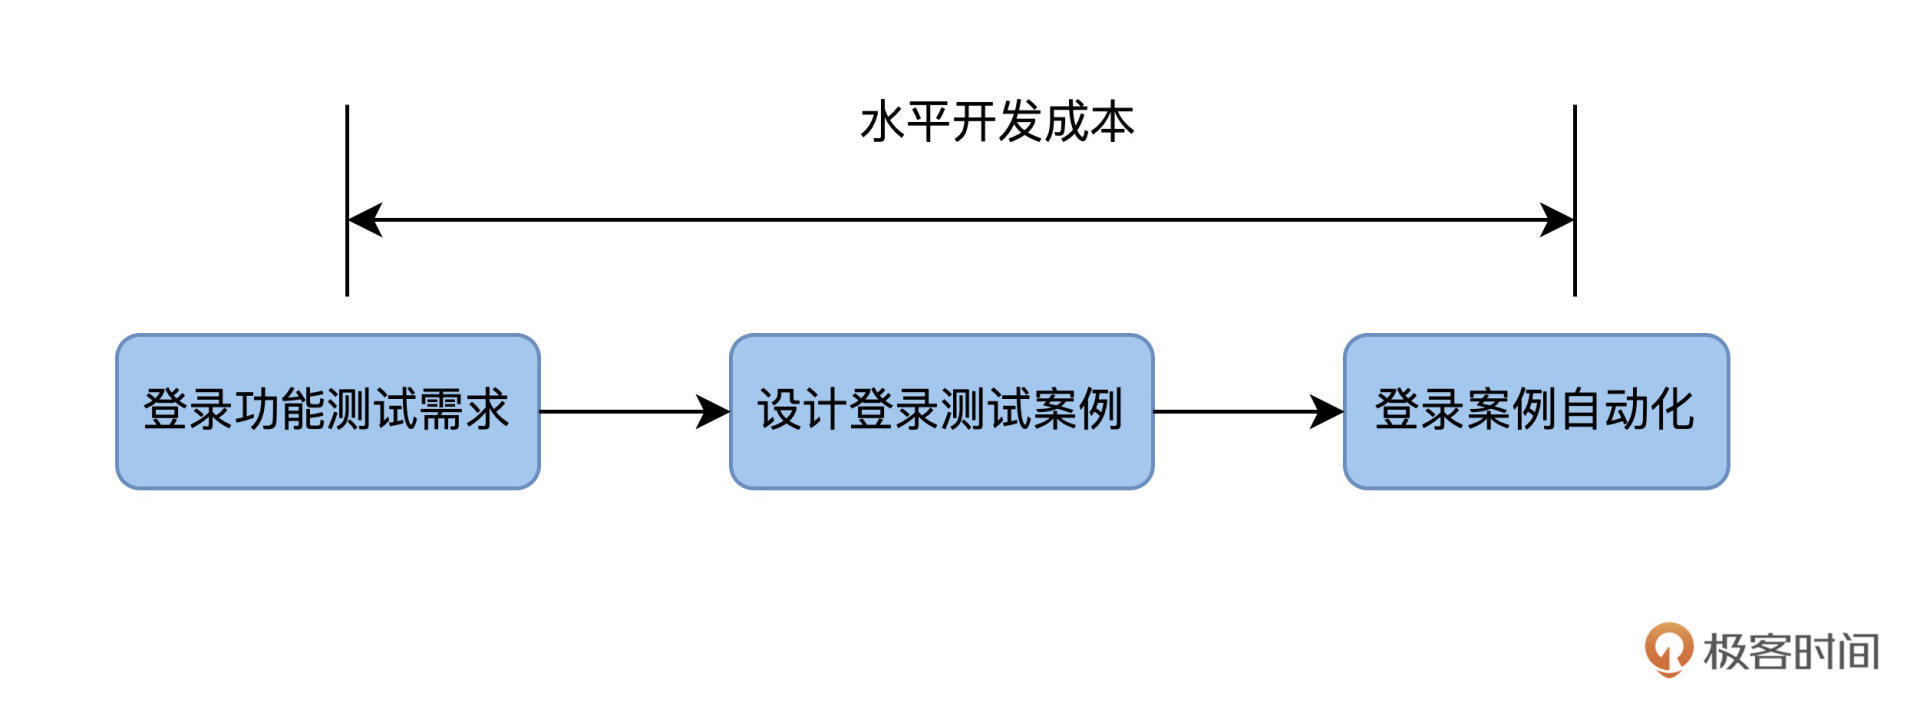 水平开发成本
登录功能测试需求
设计登录测试案例
登录案例自动化
极客时间